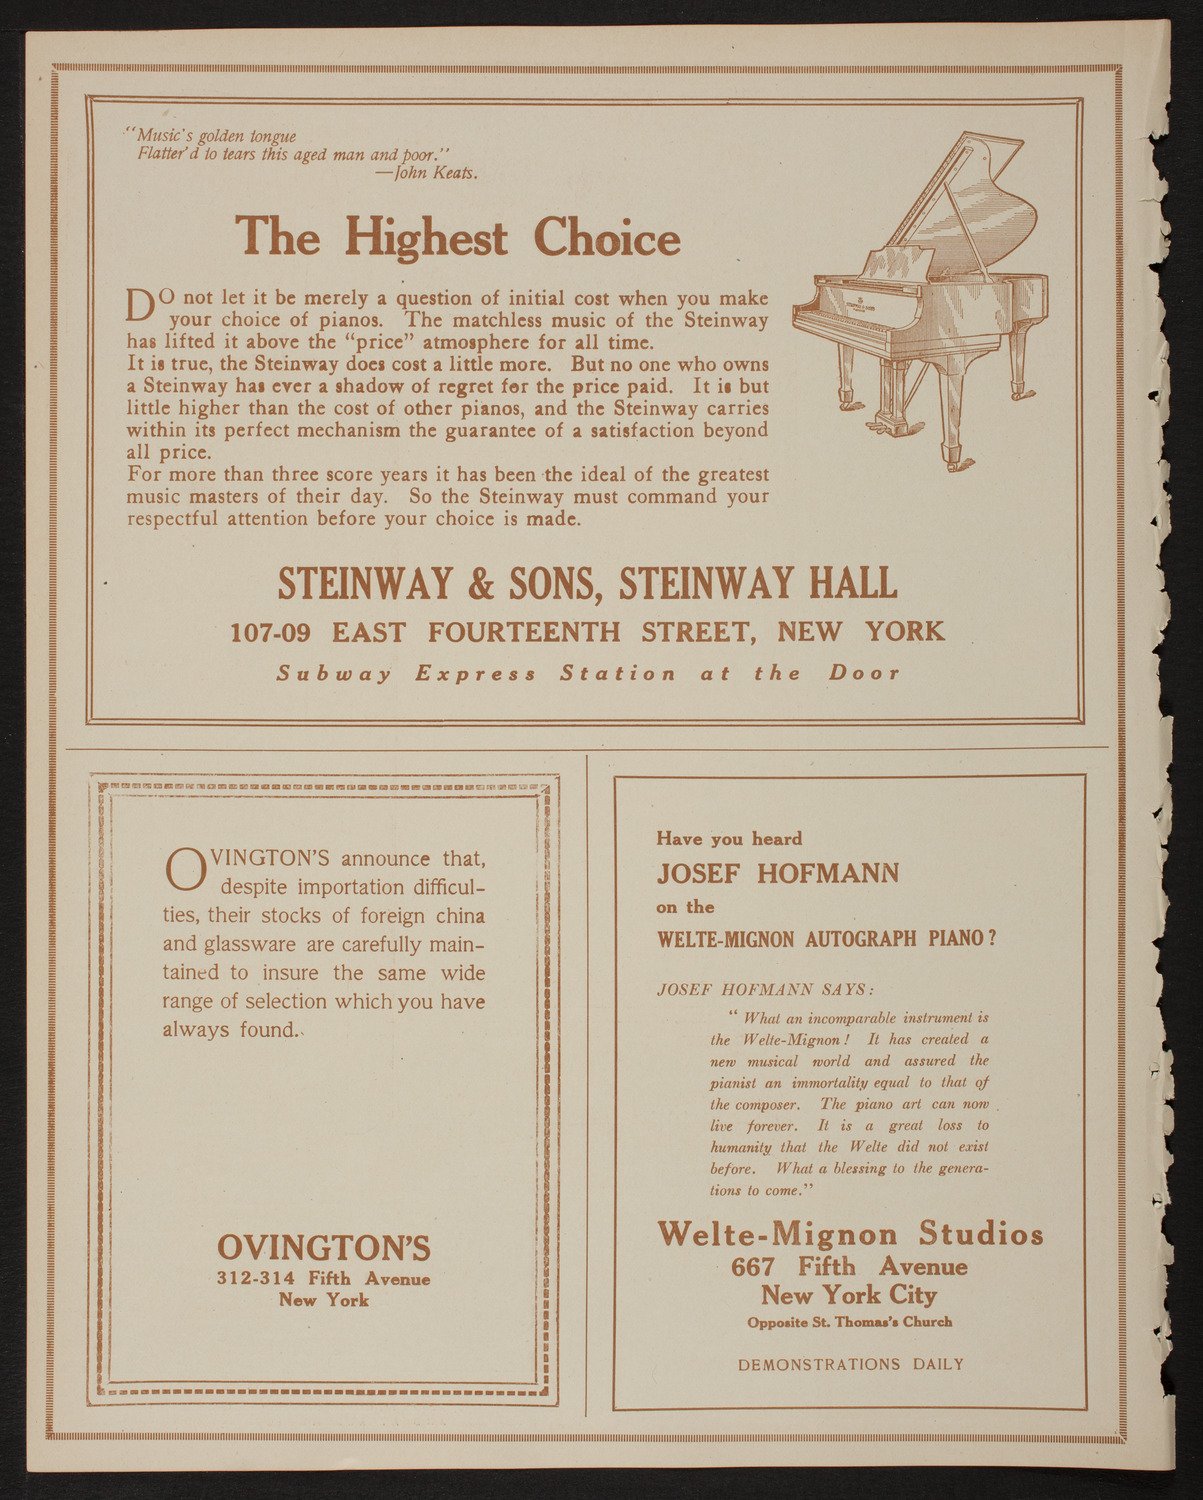 "Music's golden tongue
Flatter'd to tears this aged man and poor."
—John Keats.
The Highest Choice
DO not let it be merely a question of initial cost when you make
your choice of pianos. The matchless music of the Steinway
has lifted it above the "price" atmosphere for all time.
It is true, the Steinway does cost a little more. But no one who owns
a Steinway has ever a shadow of regret for the price paid. It is but
little higher than the cost of other pianos, and the Steinway carries
within its perfect mechanism the guarantee of a satisfaction beyond
all price.
For more than three score years it has been the ideal of the greatest
music masters of their day. So the Steinway must command your
respectful attention before your choice is made.
STEINWAY & SONS, STEINWAY HALL
107-09 EAST FOURTEENTH STREET, NEW YORK
Subway Express Station at the Door
OVINGTON'S announce that,
despite importation difficul-
ties, their stocks of foreign china
and glassware are carefully main-
tained to insure the same wide
range of selection which you have
always found.
OVINGTON'S
312-314 Fifth Avenue
New York
Have you heard
JOSEF HOFMANN
on the
WELTE-MIGNON AUTOGRAPH PIANO?
JOSEF HOFMANN SAYS:
"What an incomparable instrument is
the Welte-Mignon! It has created a
new musical world and assured the
pianist an immortality equal to that of
the composer. The piano art can now
live forever. It is a great loss to
humanity that the Welte did not exist
before. What a blessing to the genera-
tions to come."
Welte-Mignon Studios
667 Fifth Avenue
New York City
Opposite St. Thomas's Church
DEMONSTRATIONS DAILY